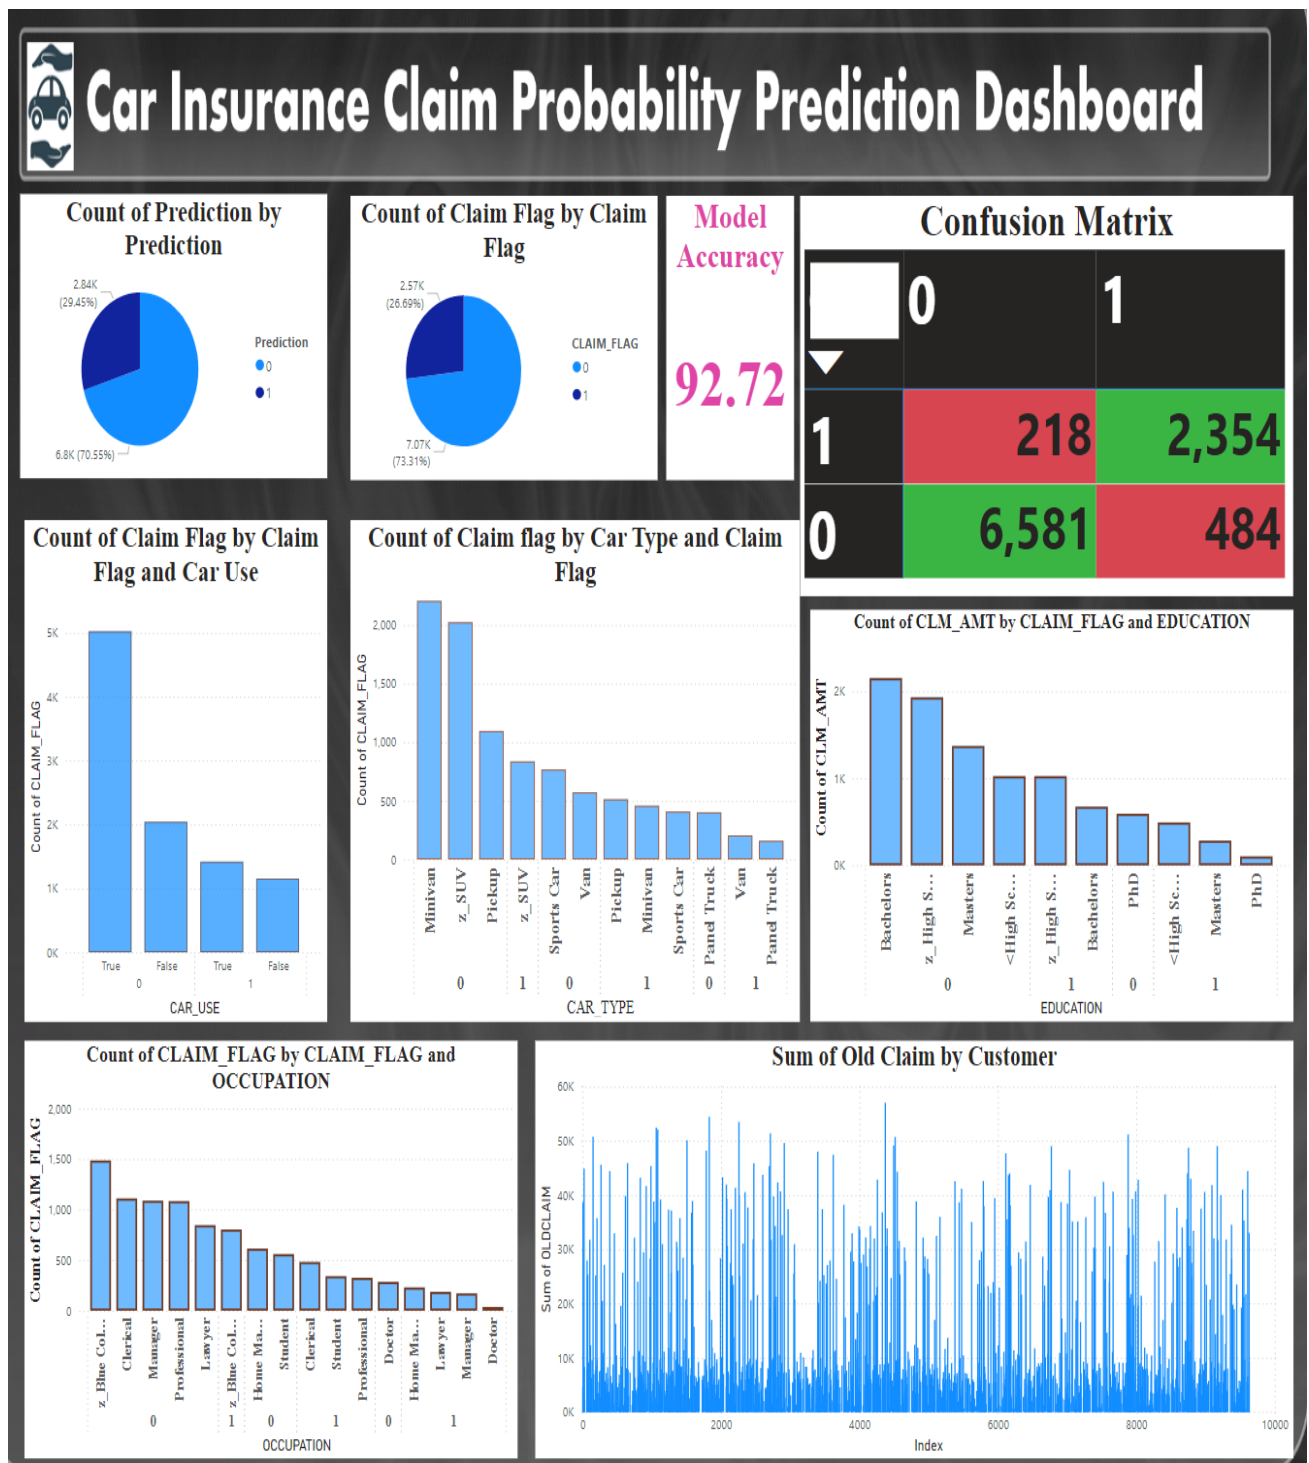 Car Insurance Claim Probability Prediction Dashboard
Count of Prediction by
Prediction
2.84K
(29.45%)
6.8K (70.55%)
Prediction
0
1
Count of Claim Flag by Claim
Flag
2.57K
(26.69%)
7.07K
(73.31%)
CLAIM_FLAG
0
1
Model
Accuracy
92.72
Confusion Matrix
0 1
1 218 2,354
0 6,581 484
Count of Claim Flag by Claim
Flag and Car Use
Count of CLAIM_FLAG
5K
4K
3K
2K
1K
0K
True False True False
0 1
CAR_USE
Count of Claim flag by Car Type and Claim
Flag
Count of CLAIM_FLAG
2,000
1,500
1,000
500
0
Minivan z_SUV Pickup z_SUV Sports Car Van Pickup Minivan Sports Car Panel Truck Van Panel Truck
0 1 0 1 0 1
CAR_TYPE
Count of CLM_AMT by CLAIM_FLAG and EDUCATION
Count of CLM_AMT
2K
1K
0K
Bachelors z_High S... Masters <High Sc... z_High S... Bachelors PhD <High Sc... Masters PhD
0 1 0 1
EDUCATION
Count of CLAIM_FLAG by CLAIM_FLAG and
OCCUPATION
Count of CLAIM_FLAG
2,000
1,500
1,000
500
0
z_Blue Col... Clerical Manager Professional Lawyer z_Blue Col... Home Ma... Student Clerical Student Professional Doctor Home Ma... Lawyer Manager Doctor
0 1 0 1 0 1
OCCUPATION
Sum of Old Claim by Customer
Sum of OLDCLAIM
60K
50K
40K
30K
20K
10K
0K
0 2000 4000 6000 8000 10000
Index